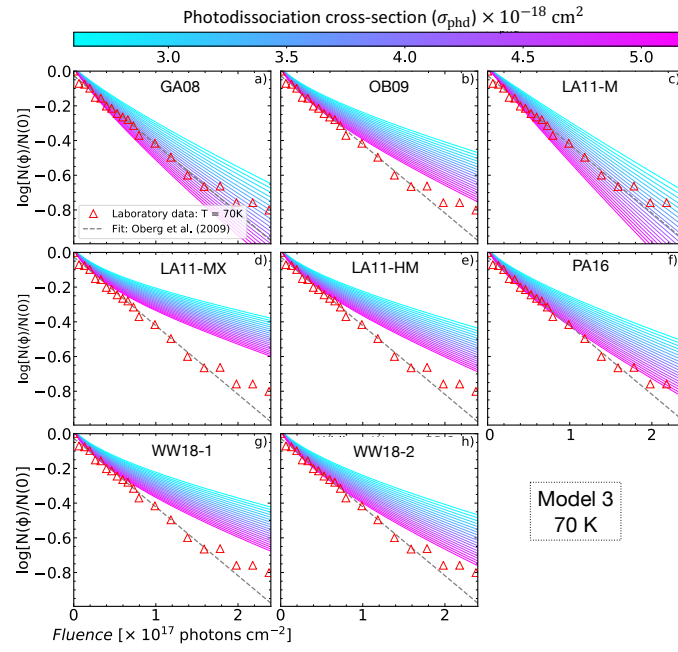 Photodissociation cross-section (σphd) × 10−18 cm2
3.0 3.5 4.0 4.5 5.0
a) b) c)
GA08 OB09 LA11-M
log[N(ϕ)/N(0)]
0.0
−0.2
−0.4
−0.6
−0.8
Laboratory data: T = 70K
Fit: Oberg et al. (2009)
d) e) f)
LA11-MX LA11-HM PA16
log[N(ϕ)/N(0)]
0.0
−0.2
−0.4
−0.6
−0.8
0 1 2
g) h)
WW18-1 WW18-2
log[N(ϕ)/N(0)]
0.0
−0.2
−0.4
−0.6
−0.8
0 1 2 0 1 2
Fluence [× 1017 photons cm−2]
Model 3
70 K